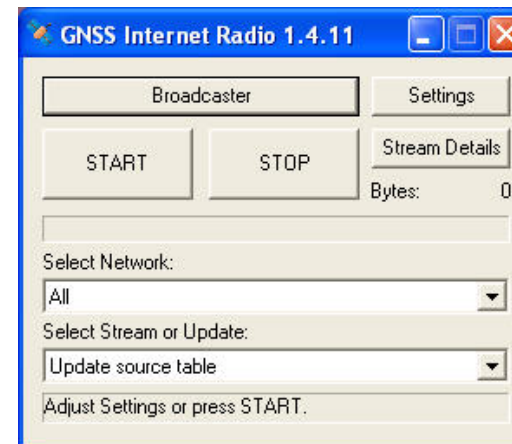 GNSS Internet Radio 1.4.11
Broadcaster
Settings
START
STOP
Stream Details
Bytes: 0
Select Network:
All
Select Stream or Update:
Update source table
Adjust Settings or press START.